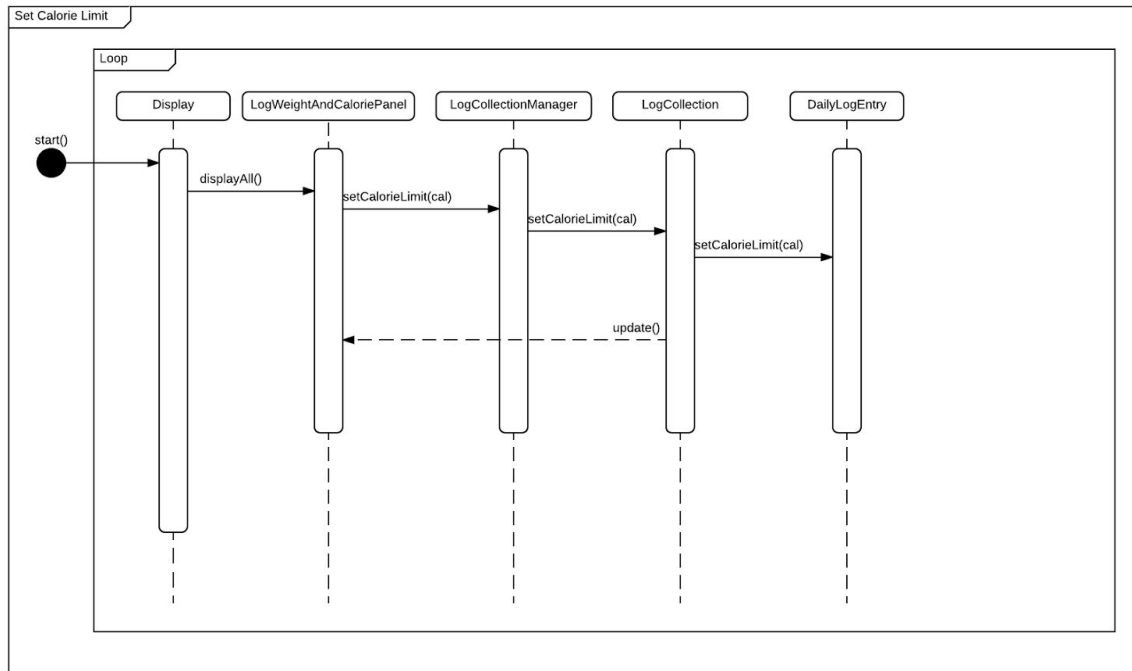 Set Calorie Limit
Loop
Display
LogWeightAndCaloriePanel
LogCollectionManager
LogCollection
DailyLogEntry
start()
displayAll()
setCalorieLimit(cal)
setCalorieLimit(cal)
setCalorieLimit(cal)
update()